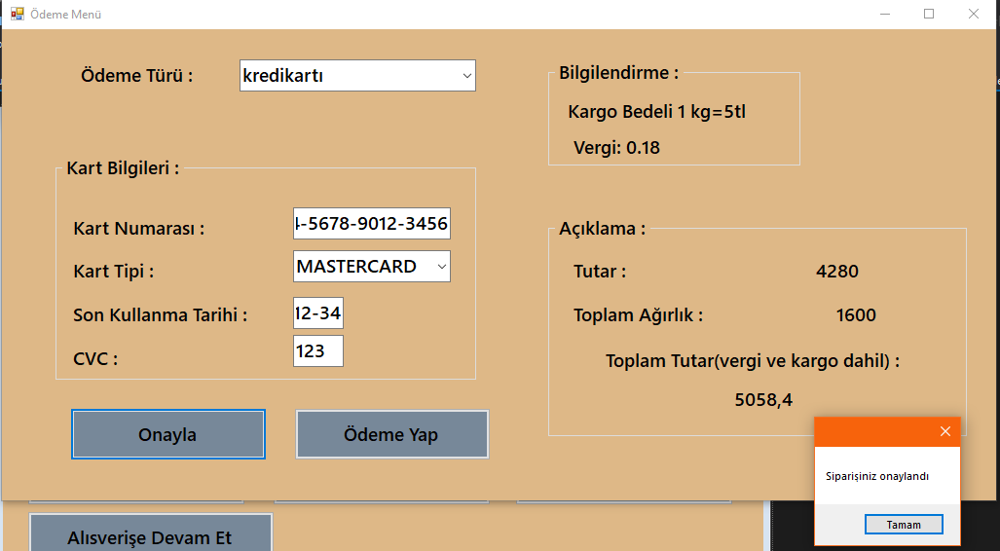 Ödeme Menü
Ödeme Türü :
kredikartı
Kart Bilgileri :
Kart Numarası :
4-5678-9012-3456
Kart Tipi :
MASTERCARD
Son Kullanma Tarihi :
12-34
CVC :
123
Onayla
Ödeme Yap
Bilgilendirme :
Kargo Bedeli 1 kg=5tl
Vergi: 0.18
Açıklama :
Tutar :
4280
Toplam Ağırlık :
1600
Toplam Tutar(vergi ve kargo dahil) :
5058,4
Siparişiniz onaylandı
Tamam
Alısverişe Devam Et